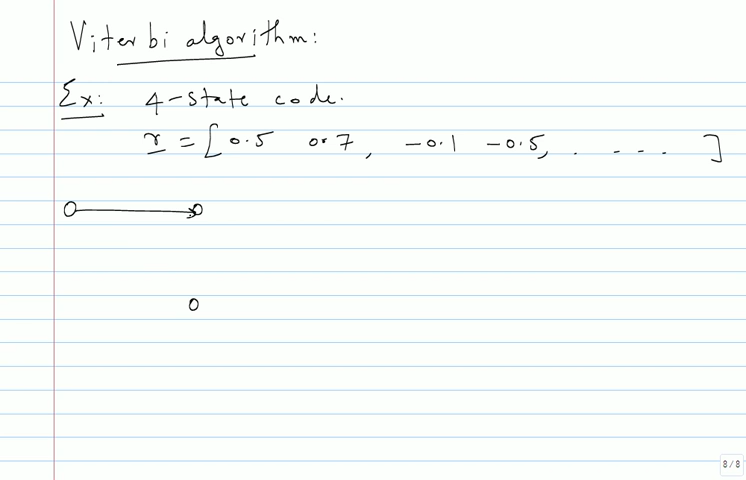 Viterbi algorithm:
Ex: 4-state code.
r = [ 0.5 0.7, -0.1 -0.5, . . . . ]
8/8